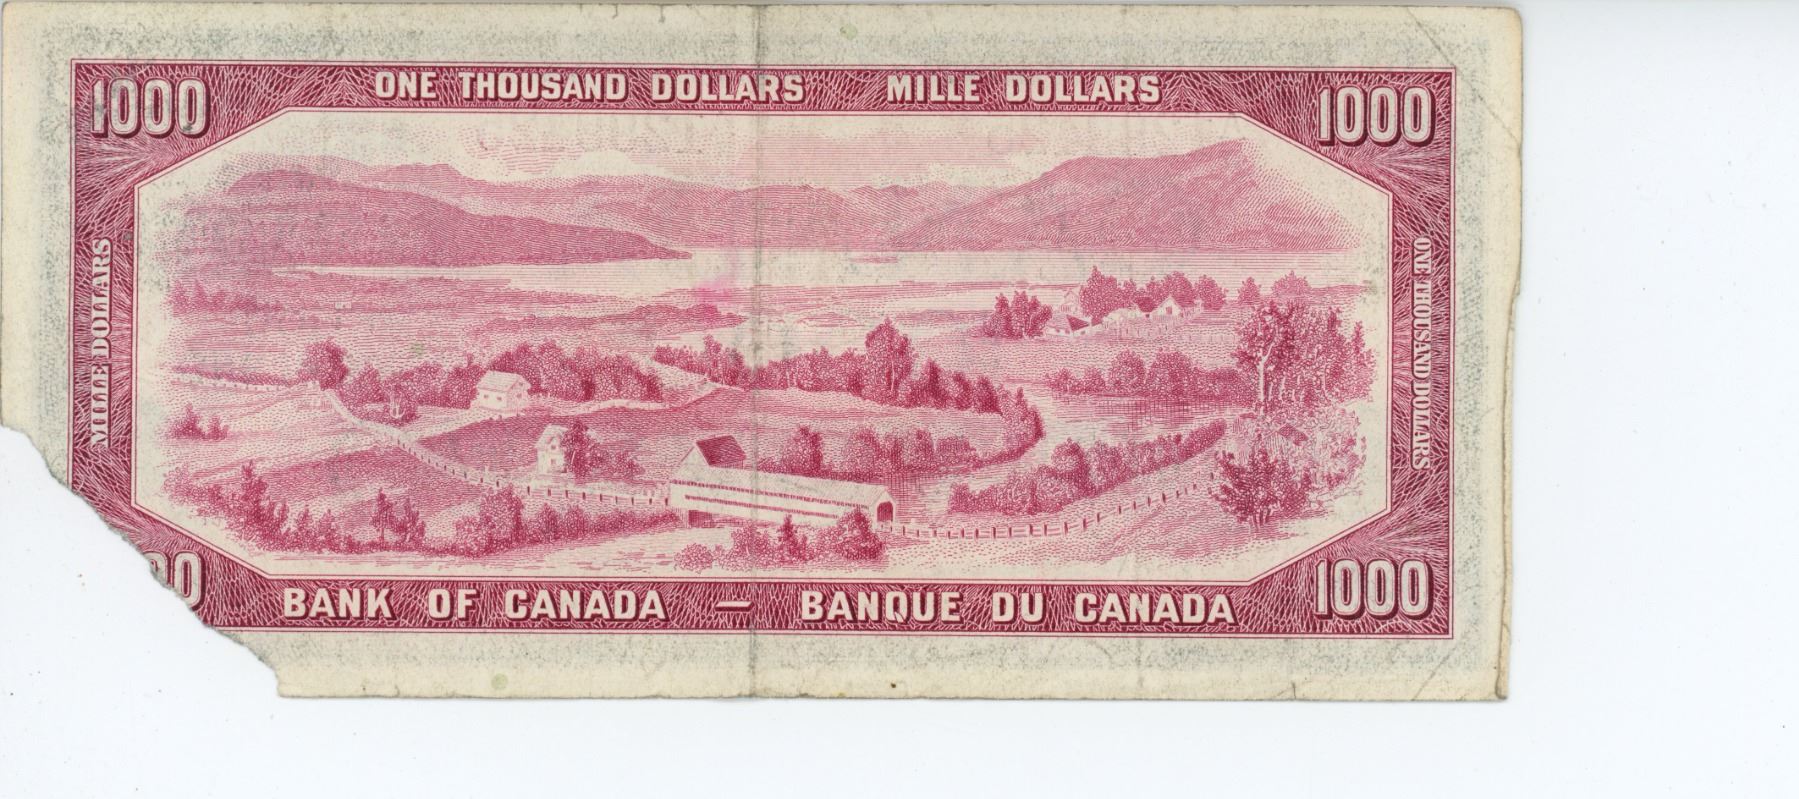 ONE THOUSAND DOLLARS MILLE DOLLARS
1000
1000
MILLE DOLLARS
ONE THOUSAND DOLLARS
00
1000
BANK OF CANADA — BANQUE DU CANADA